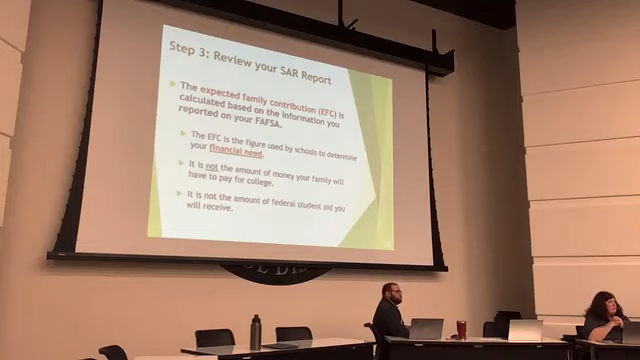 Step 3: Review your SAR Report
The expected family contribution (EFC) is
calculated based on the information you
reported on your FAFSA.
The EFC is the figure used by schools to determine
your financial need.
It is not the amount of money your family will
have to pay for college.
It is not the amount of federal student aid you
will receive.